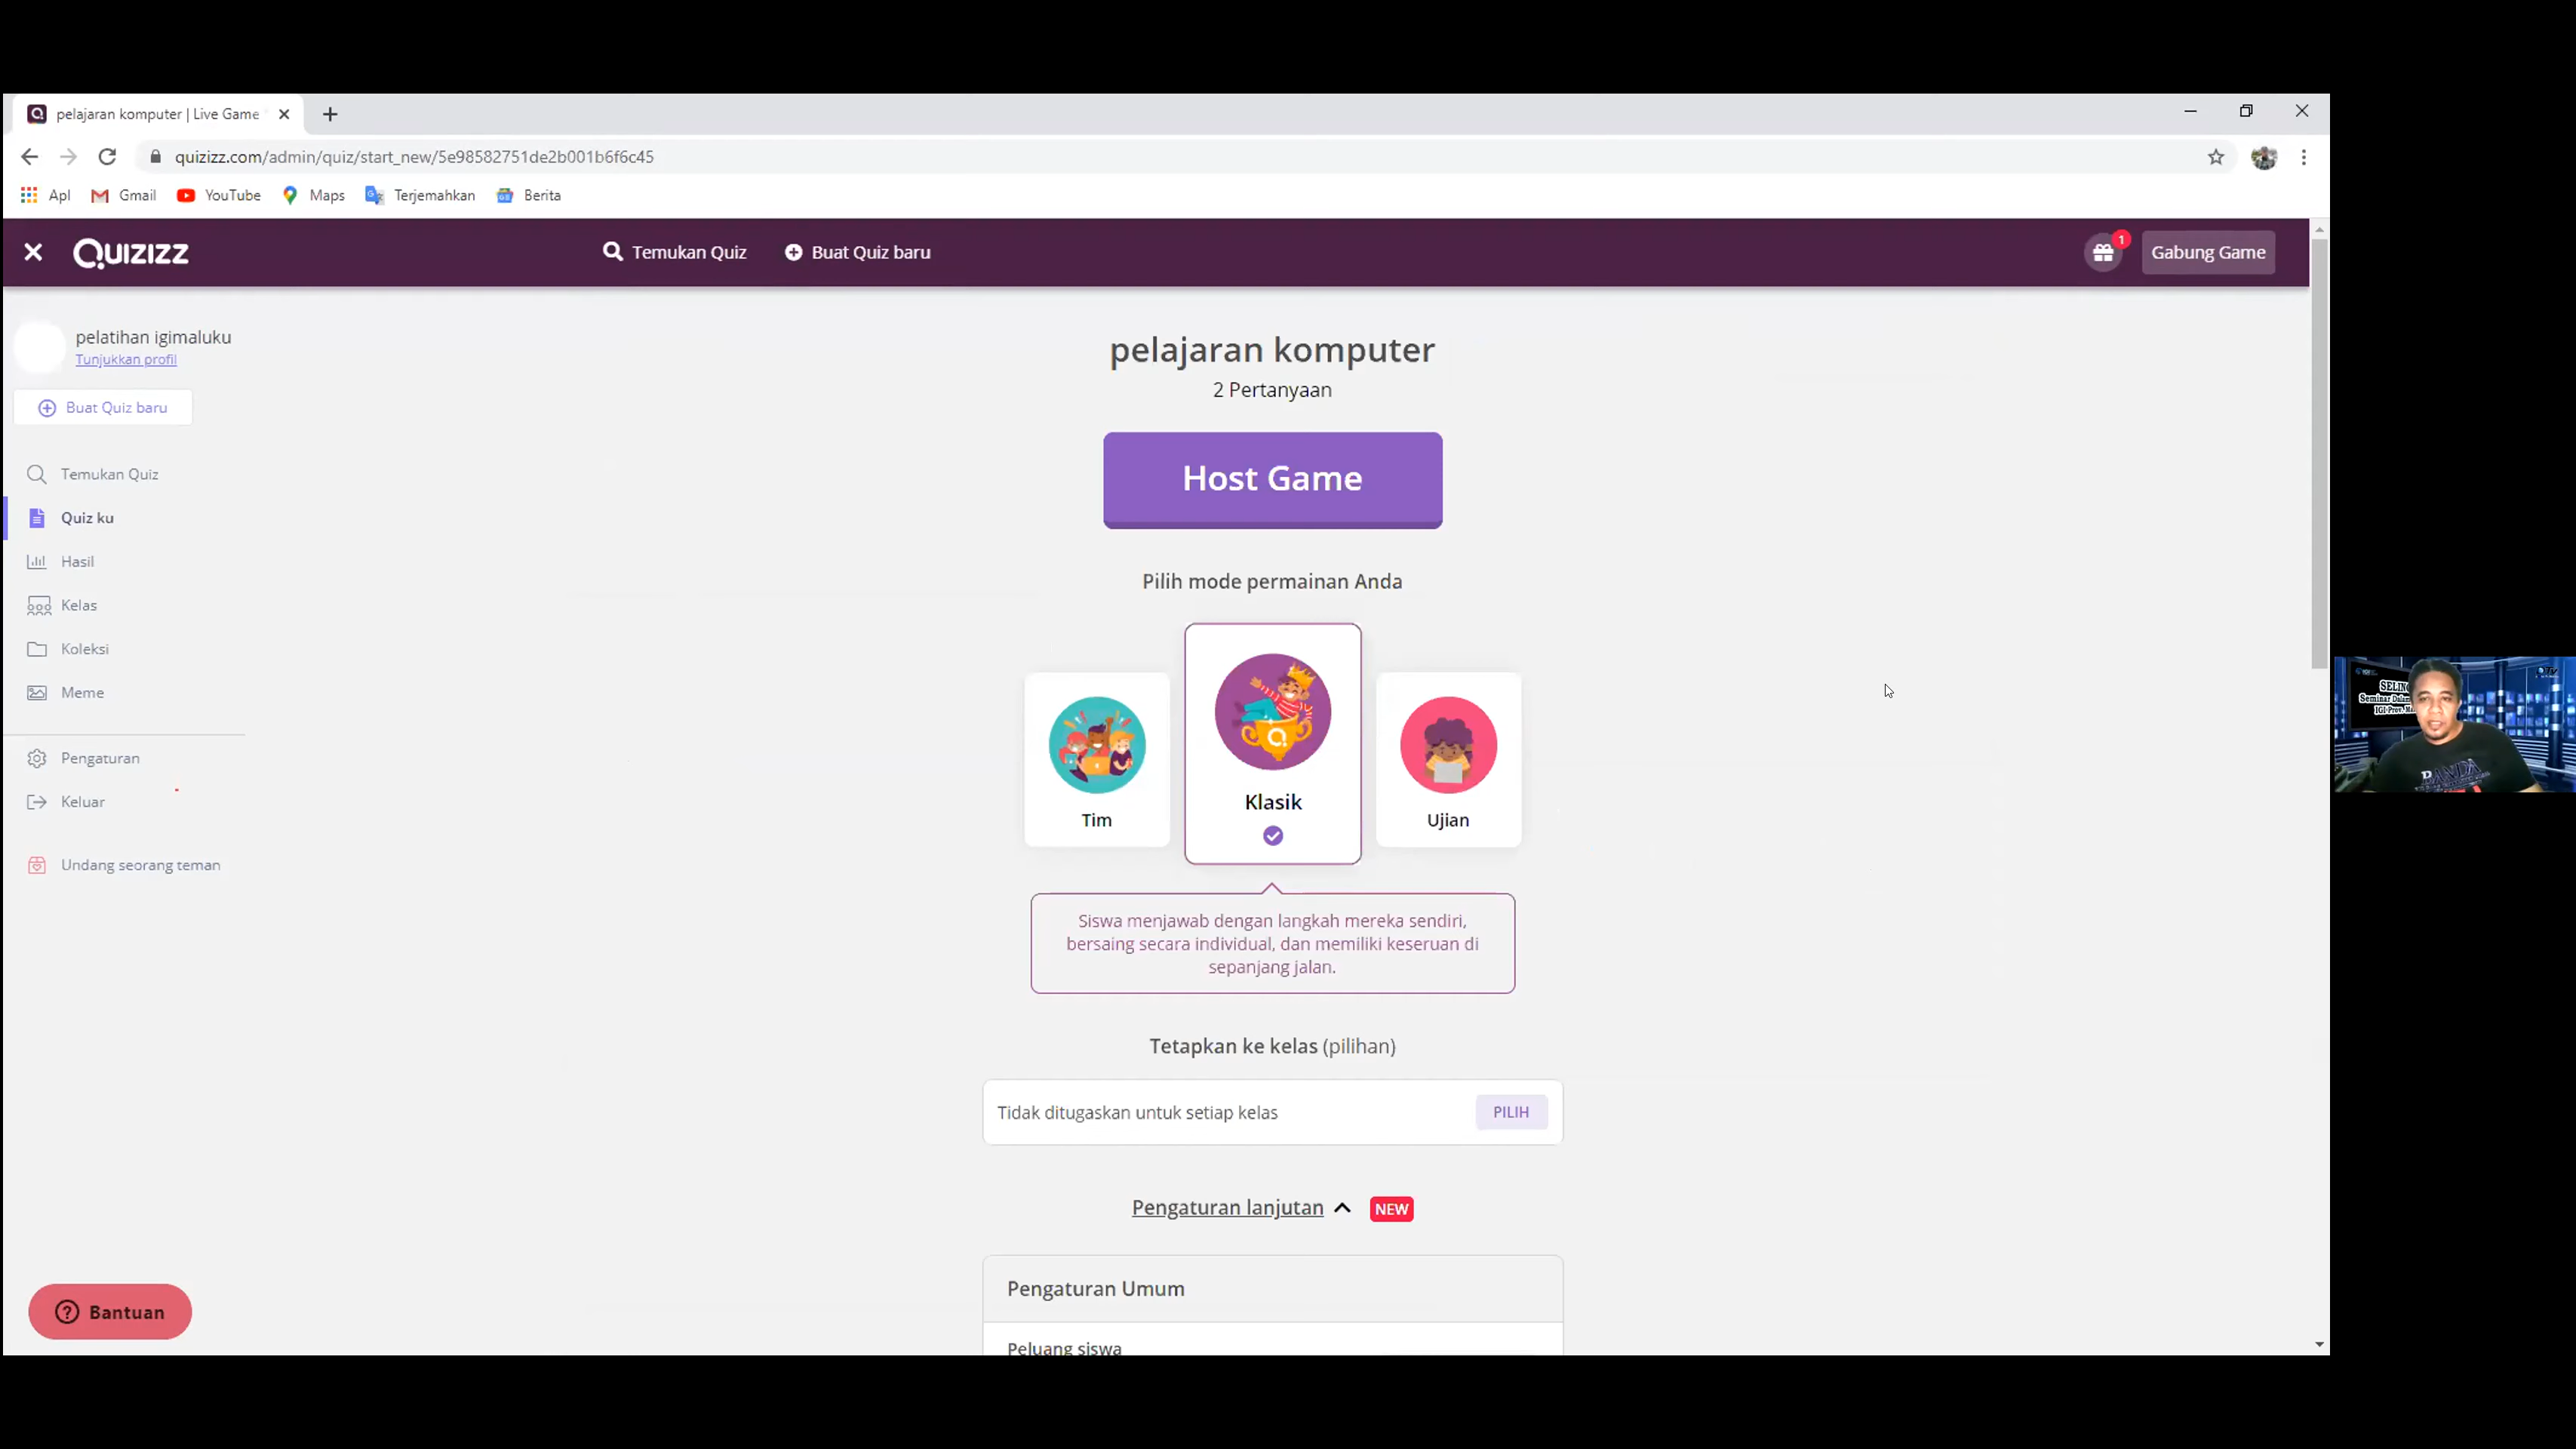 pelajaran komputer | Live Game
quizizz.com/admin/quiz/start_new/5e98582751de2b001b6f6c45
Apl Gmail YouTube Maps Terjemahkan Berita
QUIZIZZ Temukan Quiz Buat Quiz baru 1 Gabung Game
pelatihan igimaluku
Tunjukkan profil
Buat Quiz baru
Temukan Quiz
Quiz ku
Hasil
Kelas
Koleksi
Meme
Pengaturan
Keluar
Undang seorang teman
Bantuan
pelajaran komputer
2 Pertanyaan
Host Game
Pilih mode permainan Anda
Tim
Klasik
Ujian
Siswa menjawab dengan langkah mereka sendiri,
bersaing secara individual, dan memiliki keseruan di
sepanjang jalan.
Tetapkan ke kelas (pilihan)
Tidak ditugaskan untuk setiap kelas PILIH
Pengaturan lanjutan NEW
Pengaturan Umum
Peluang siswa